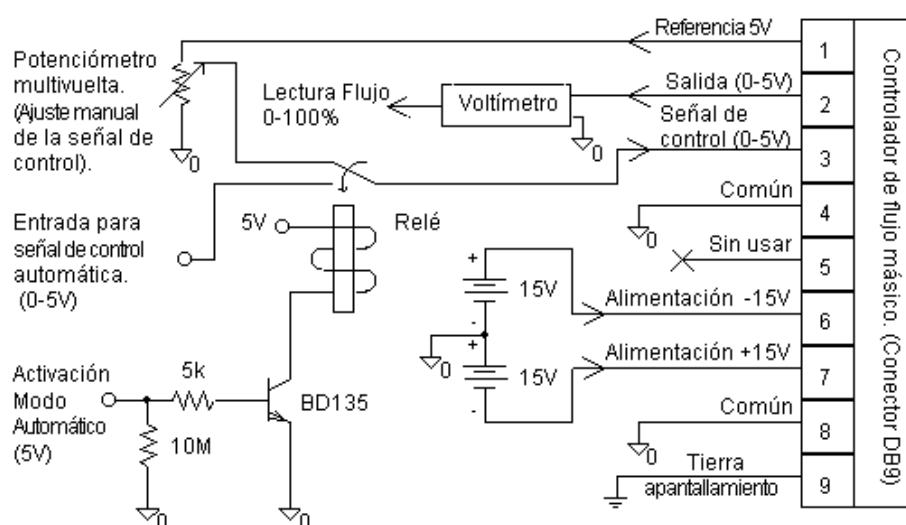 Referencia 5V
1
Potenciómetro
multivuelta.
(Ajuste manual
de la señal de
control).
0
Lectura Flujo
0-100%
Voltímetro
0
Salida (0-5V)
2
Señal de
control (0-5V)
3
Común
0
4
Sin usar
5
Entrada para
señal de control
automática.
(0-5V)
5V
Relé
+
15V
-
0
+
15V
-
Alimentación -15V
6
Alimentación +15V
7
Activación
Modo
Automático
(5V)
5k
10M
0
BD135
0
Común
0
8
Tierra
apantallamiento
9
Controlador de flujo másico. (Conector DB9)